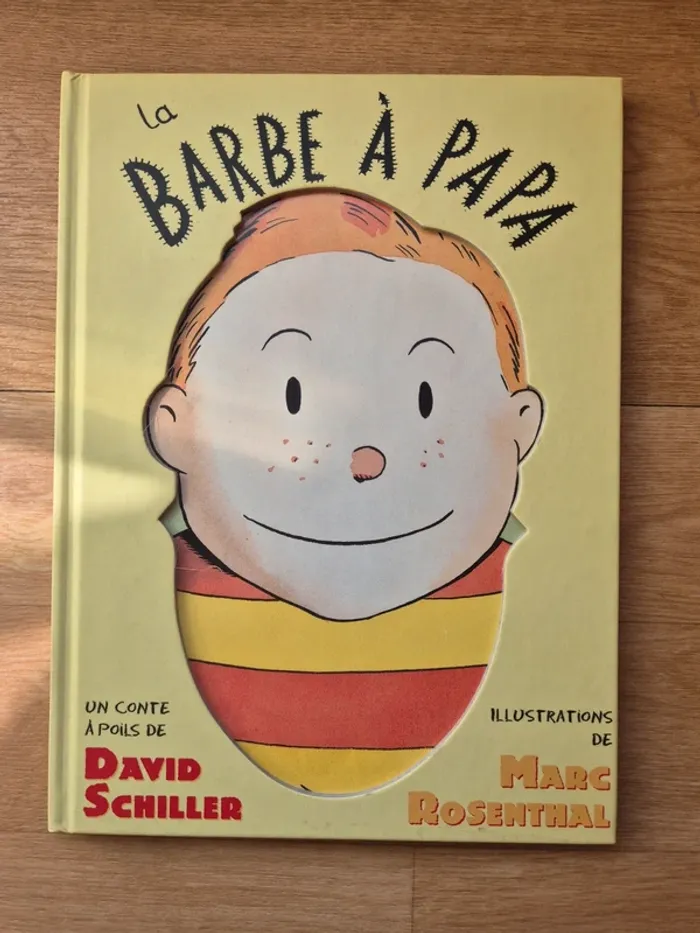 la
BARBE À PAPA
UN CONTE
À POILS DE
DAVID
SCHILLER
ILLUSTRATIONS
DE
MARC
ROSENTHAL